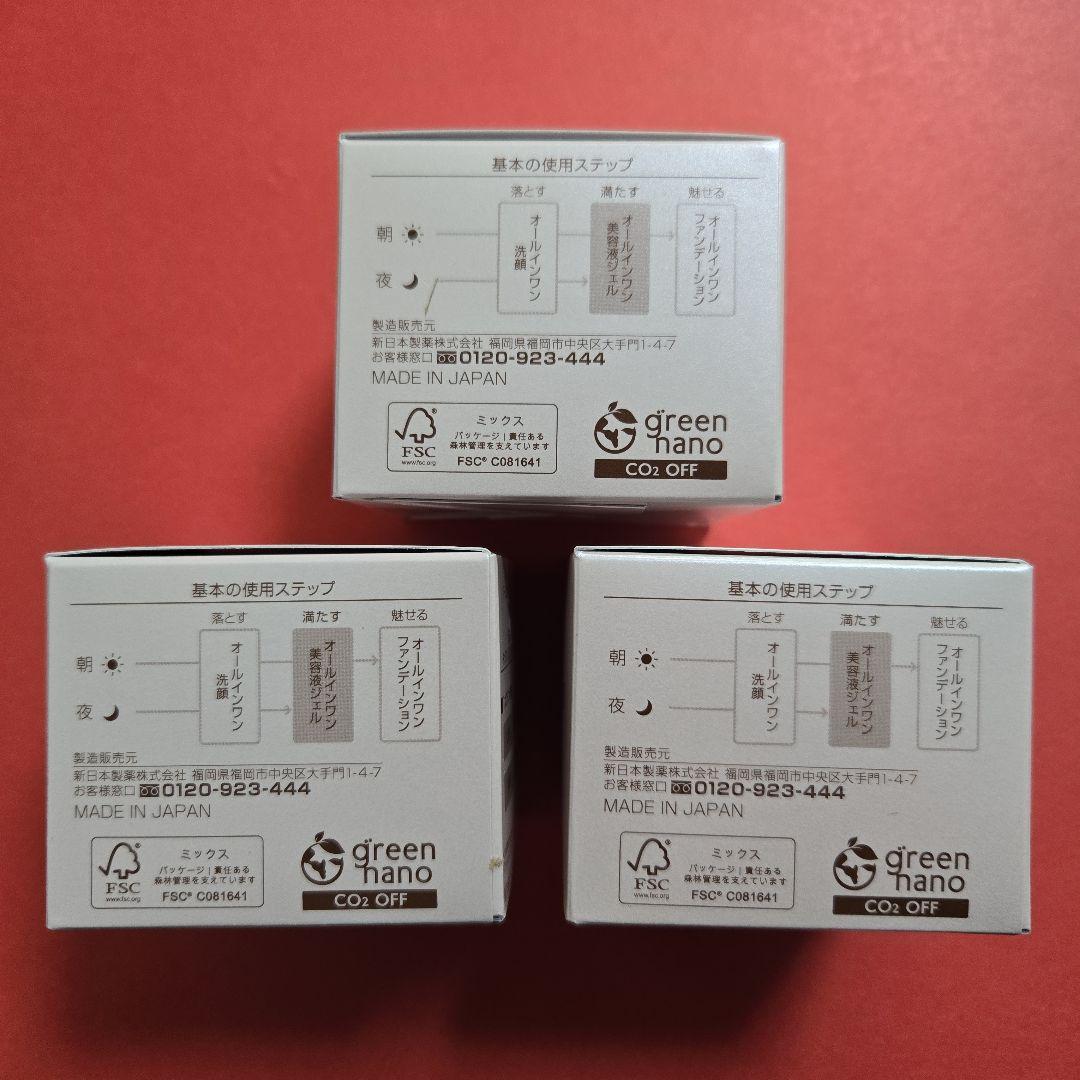 基本の使用ステップ
落とす 満たす 魅せる
朝
夜
オールインワン
洗顔
オールインワン
美容液ジェル
オールインワン
ファンデーション
製造販売元
新日本製薬株式会社 福岡県福岡市中央区大手門1-4-7
お客様窓口 0120-923-444
MADE IN JAPAN
FSC
www.fsc.org
ミックス
パッケージ|責任ある
森林管理を支えています
FSC® C081641
green
nano
CO2 OFF
基本の使用ステップ
落とす 満たす 魅せる
朝
夜
オールインワン
洗顔
オールインワン
美容液ジェル
オールインワン
ファンデーション
製造販売元
新日本製薬株式会社 福岡県福岡市中央区大手門1-4-7
お客様窓口 0120-923-444
MADE IN JAPAN
FSC
www.fsc.org
ミックス
パッケージ|責任ある
森林管理を支えています
FSC® C081641
green
nano
CO2 OFF
基本の使用ステップ
落とす 満たす 魅せる
朝
夜
オールインワン
洗顔
オールインワン
美容液ジェル
オールインワン
ファンデーション
製造販売元
新日本製薬株式会社 福岡県福岡市中央区大手門1-4-7
お客様窓口 0120-923-444
MADE IN JAPAN
FSC
www.fsc.org
ミックス
パッケージ|責任ある
森林管理を支えています
FSC® C081641
green
nano
CO2 OFF